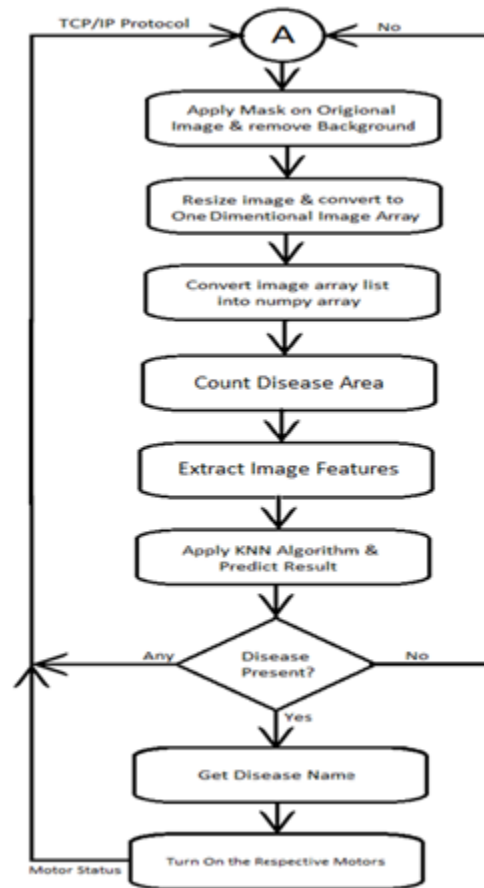 TCP/IP Protocol
A
No
Apply Mask on Origional
Image & remove Background
Resize image & convert to
One Dimentional Image Array
Convert image array list
into numpy array
Count Disease Area
Extract Image Features
Apply KNN Algorithm &
Predict Result
Any
Disease
Present?
No
Yes
Get Disease Name
Motor Status
Turn On the Respective Motors